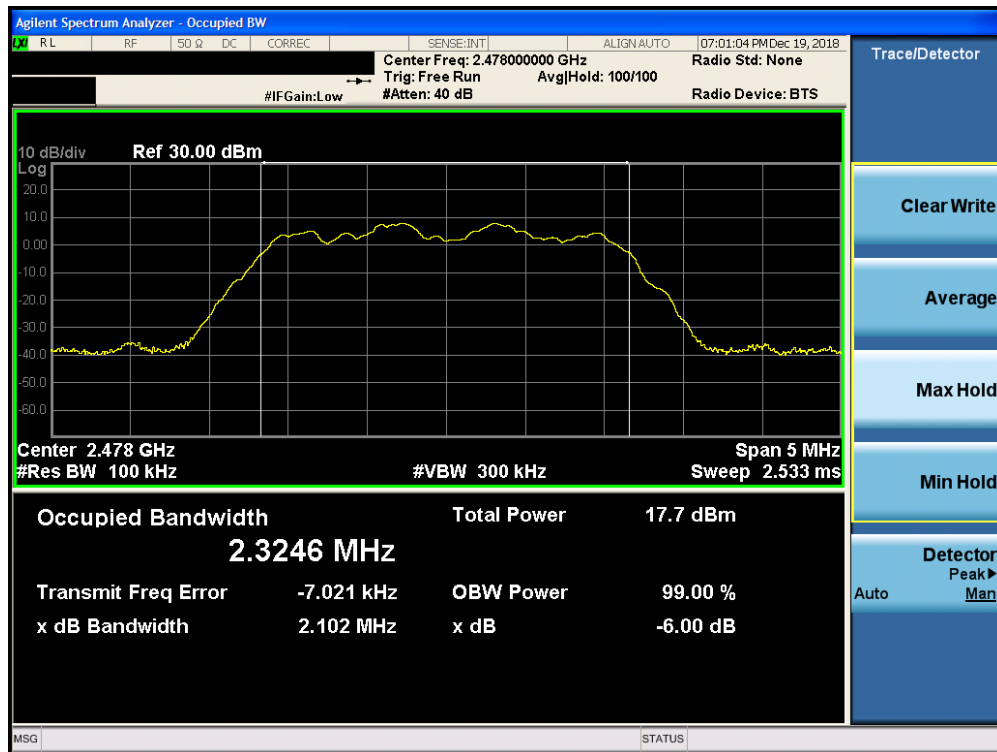 Agilent Spectrum Analyzer - Occupied BW
LXI RL RF 50 Ω DC CORREC SENSE:INT ALIGN AUTO 07:01:04 PM Dec 19, 2018
Center Freq: 2.478000000 GHz Radio Std: None
Trig: Free Run Avg|Hold: 100/100
#IFGain:Low #Atten: 40 dB Radio Device: BTS
10 dB/div Ref 30.00 dBm
Log
20.0
10.0
0.00
-10.0
-20.0
-30.0
-40.0
-50.0
-60.0
Center 2.478 GHz Span 5 MHz
#Res BW 100 kHz #VBW 300 kHz Sweep 2.533 ms
Occupied Bandwidth Total Power 17.7 dBm
2.3246 MHz
Transmit Freq Error -7.021 kHz OBW Power 99.00 %
x dB Bandwidth 2.102 MHz x dB -6.00 dB
MSG STATUS
Trace/Detector
Clear Write
Average
Max Hold
Min Hold
Detector
Peak▶
Auto Man